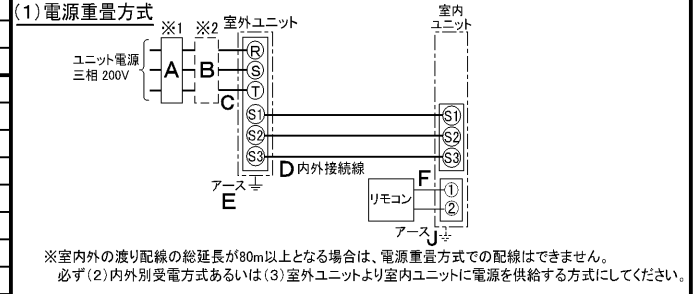 (1)電源重畳方式
※1 ※2 室外ユニット
室内
ユニット
ユニット電源
三相 200V
A
B
C
R
S
T
S1
S2
S3
S1
S2
S3
D 内外接続線
アース
E
リモコン
F
①
②
アース J
※室内外の渡り配線の総延長が80m以上となる場合は、電源重畳方式での配線はできません。
必ず(2)内外別受電方式あるいは(3)室外ユニットより室内ユニットに電源を供給する方式にしてください。